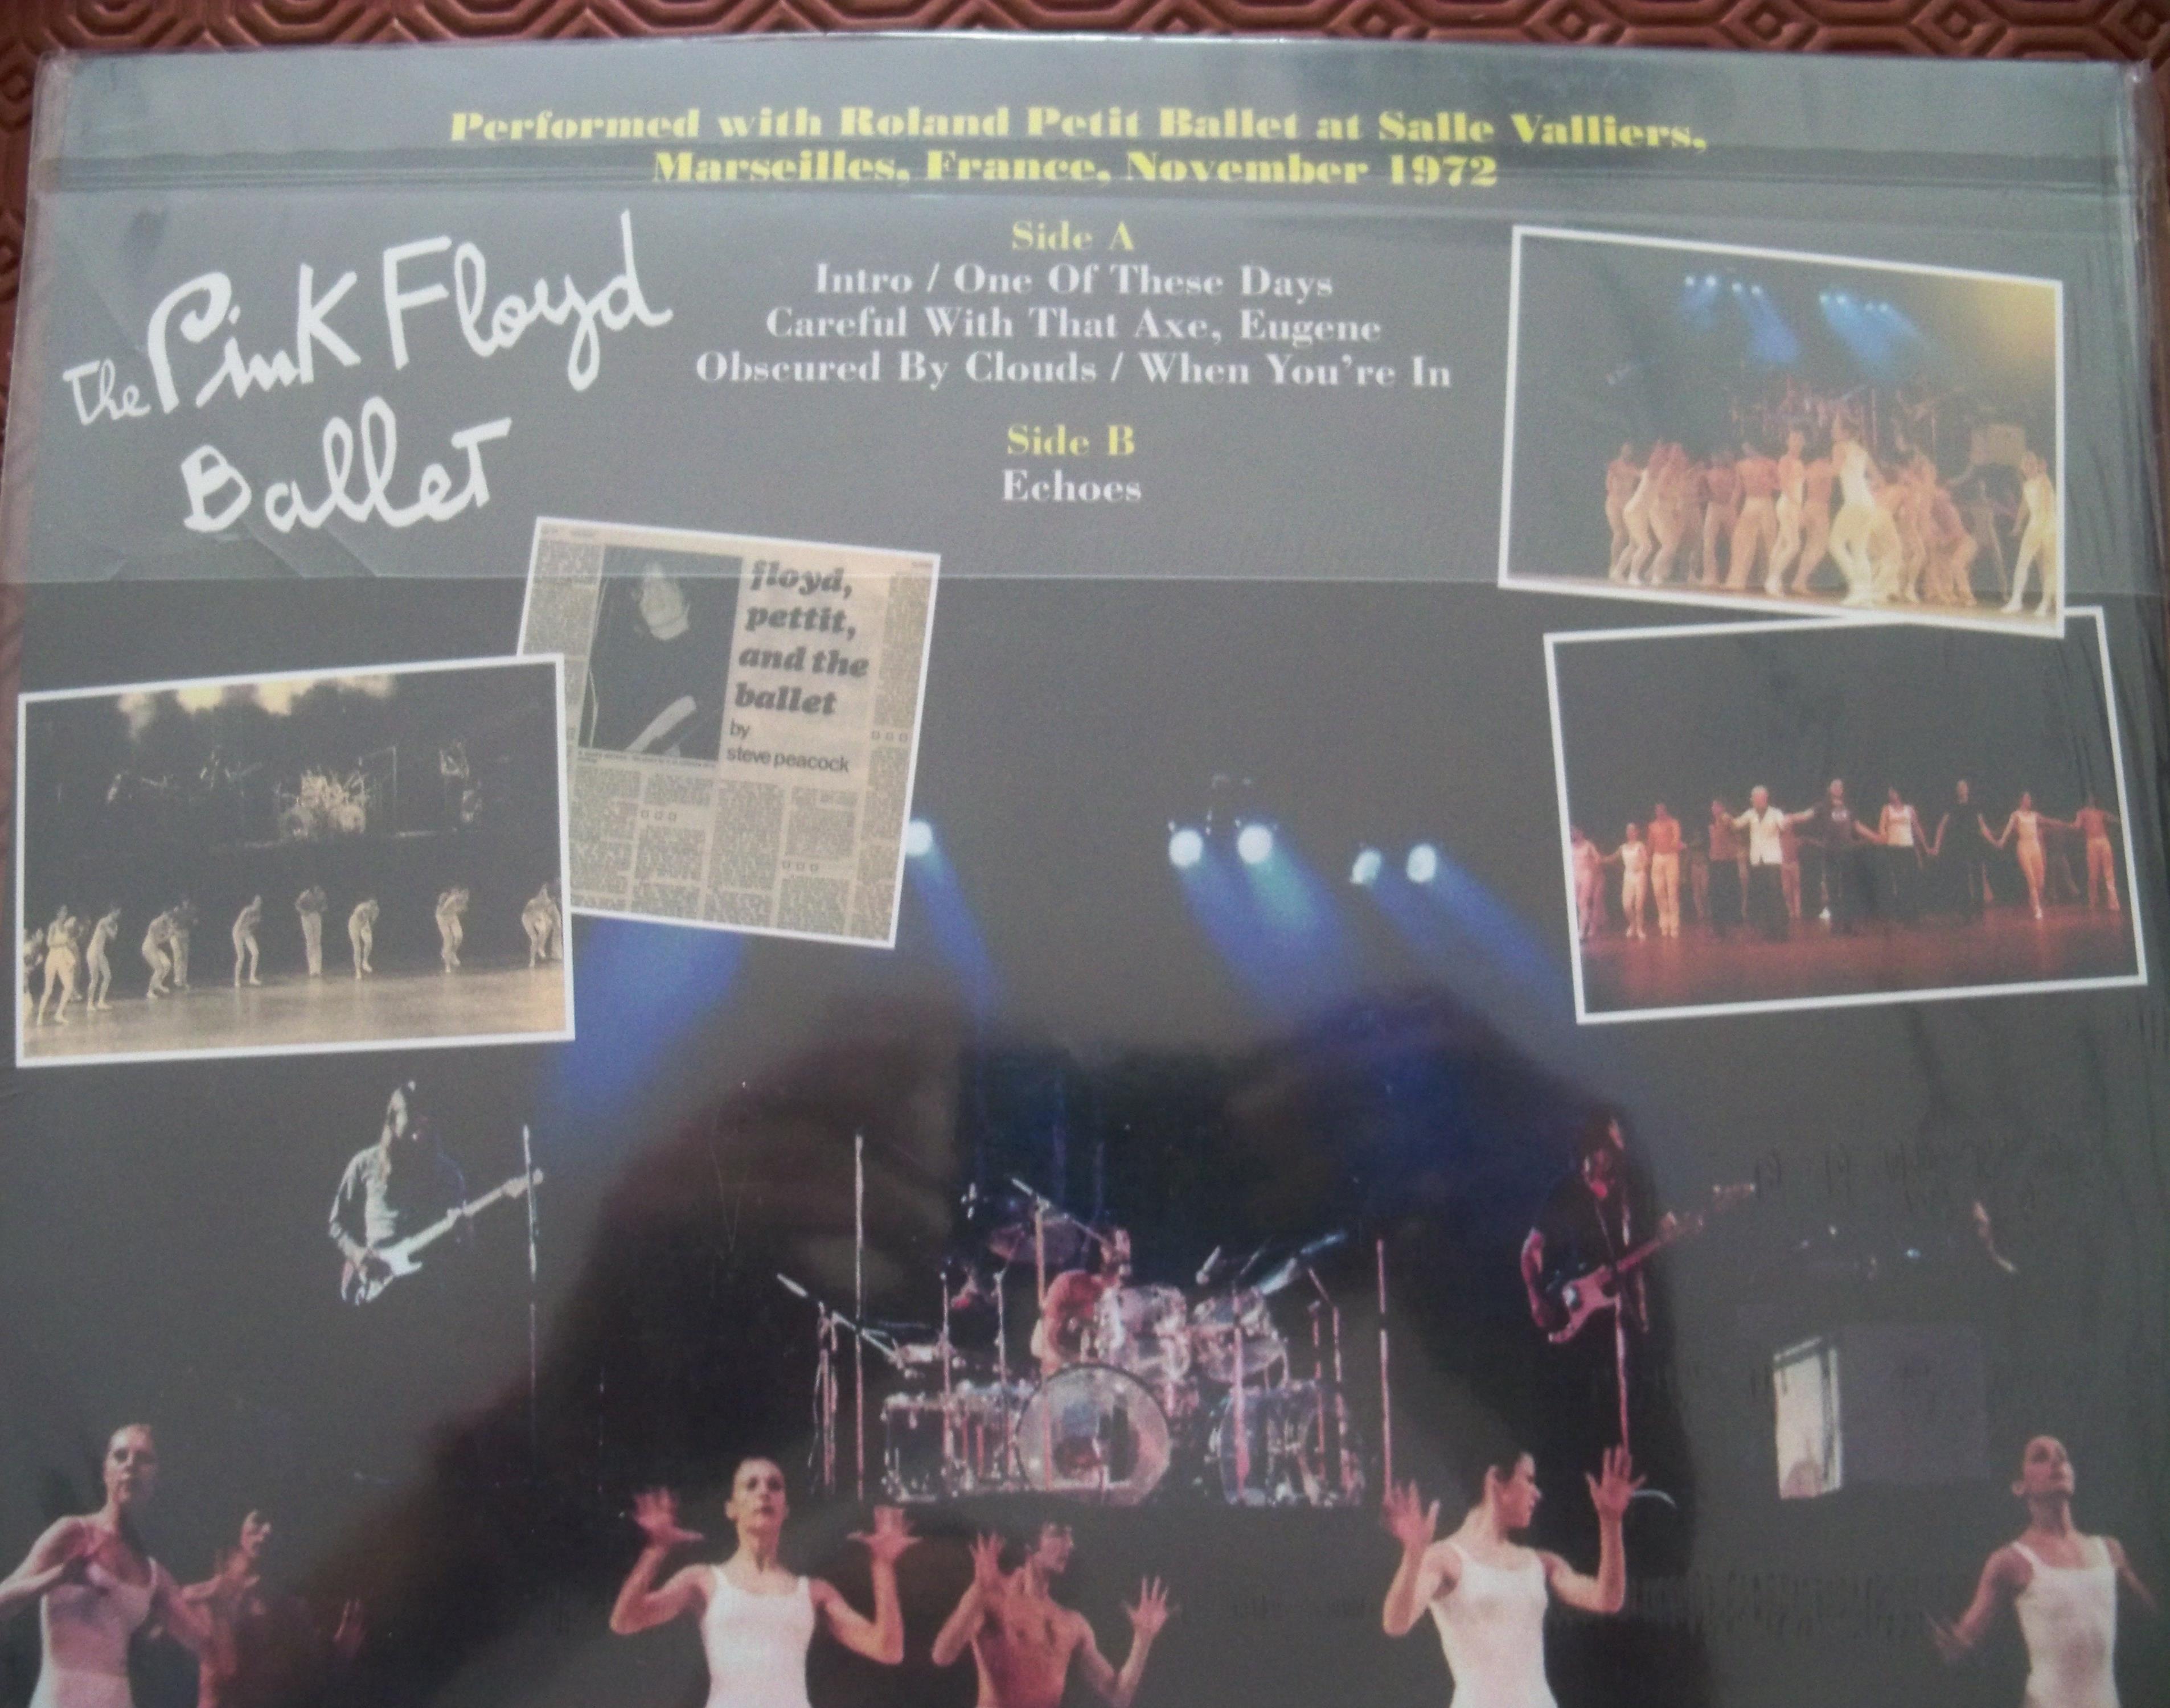 Performed with Roland Petit Ballet at Salle Valliers,
Marseilles, France, November 1972
The Pink Floyd
Ballet
Side A
Intro / One Of These Days
Careful With That Axe, Eugene
Obscured By Clouds / When You're In
Side B
Echoes
floyd,
pettit,
and the
ballet
by
steve peacock